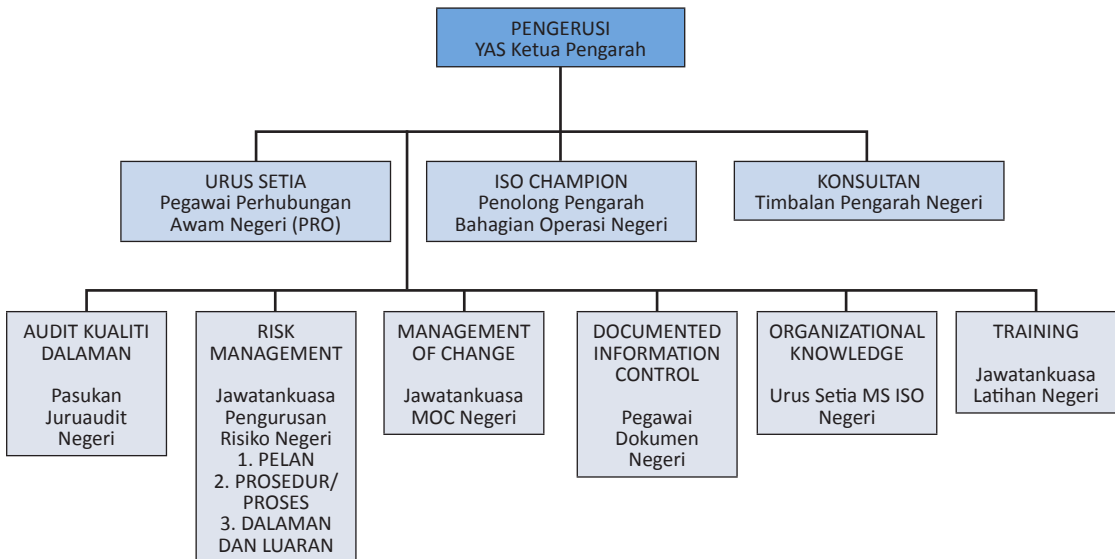 PENGERUSI
YAS Ketua Pengarah
URUS SETIA
Pegawai Perhubungan
Awam Negeri (PRO)
ISO CHAMPION
Penolong Pengarah
Bahagian Operasi Negeri
KONSULTAN
Timbalan Pengarah Negeri
AUDIT KUALITI
DALAMAN
Pasukan
Juruaudit
Negeri
RISK
MANAGEMENT
Jawatankuasa
Pengurusan
Risiko Negeri
1. PELAN
2. PROSEDUR/
PROSES
3. DALAMAN
DAN LUARAN
MANAGEMENT
OF CHANGE
Jawatankuasa
MOC Negeri
DOCUMENTED
INFORMATION
CONTROL
Pegawai
Dokumen
Negeri
ORGANIZATIONAL
KNOWLEDGE
Urus Setia MS ISO
Negeri
TRAINING
Jawatankuasa
Latihan Negeri